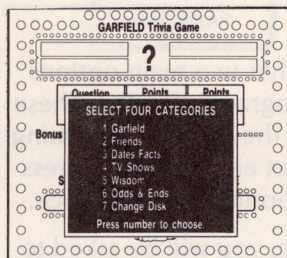 GARFIELD Trivia Game
?
Question Points Points
SELECT FOUR CATEGORIES
1 Garfield
2 Friends
3 Dates Facts
4 TV Shows
Bonus
5 Wisdom
6 Odds & Ends
7 Change Disk
Press number to choose